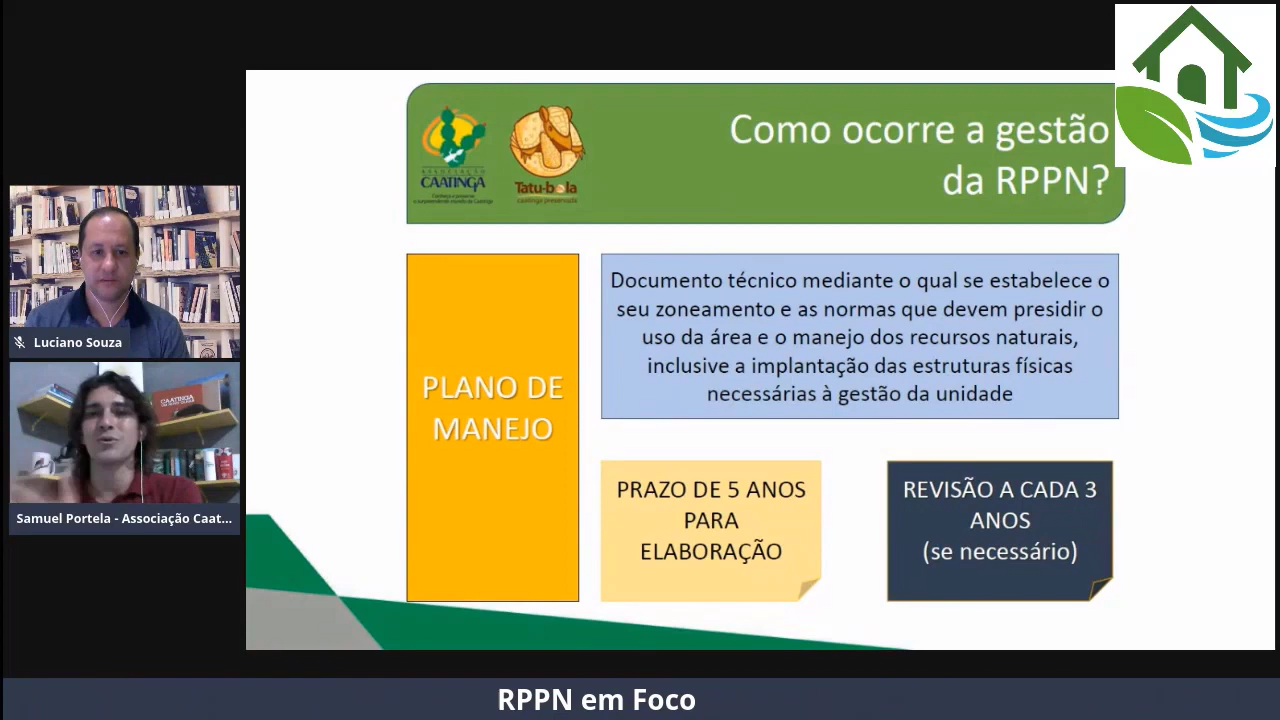 Como ocorre a gestão
da RPPN?
ASSOCIAÇÃO
CAATINGA
Tatu-bola
caatinga preservada
PLANO DE
MANEJO
Documento técnico mediante o qual se estabelece o
seu zoneamento e as normas que devem presidir o
uso da área e o manejo dos recursos naturais,
inclusive a implantação das estruturas físicas
necessárias à gestão da unidade
PRAZO DE 5 ANOS
PARA
ELABORAÇÃO
REVISÃO A CADA 3
ANOS
(se necessário)
Luciano Souza
CAATINGA
Samuel Portela - Associação Caat...
RPPN em Foco